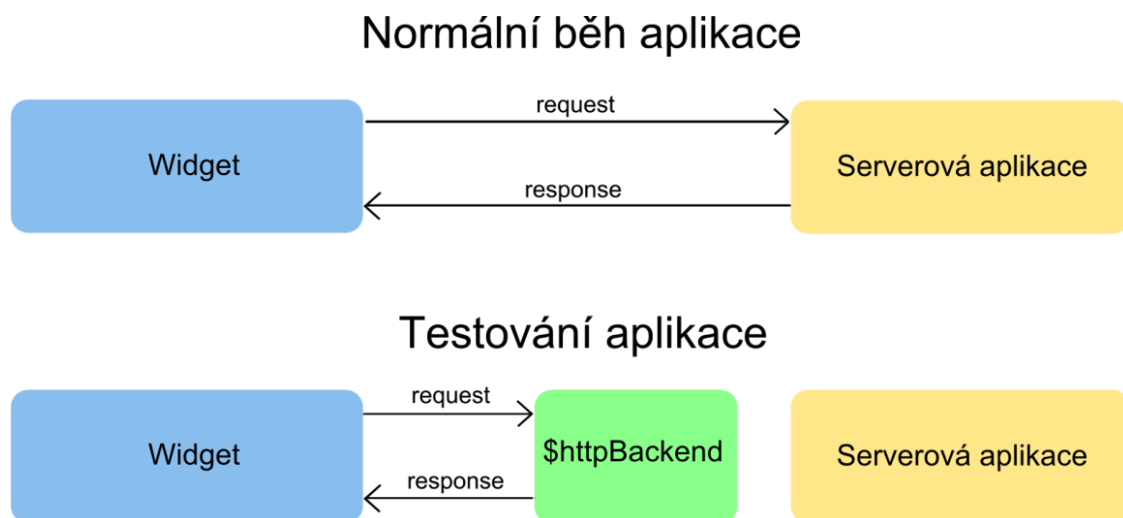 Normální běh aplikace
request
Widget
Serverová aplikace
response
Testování aplikace
request
Widget
$httpBackend
Serverová aplikace
response